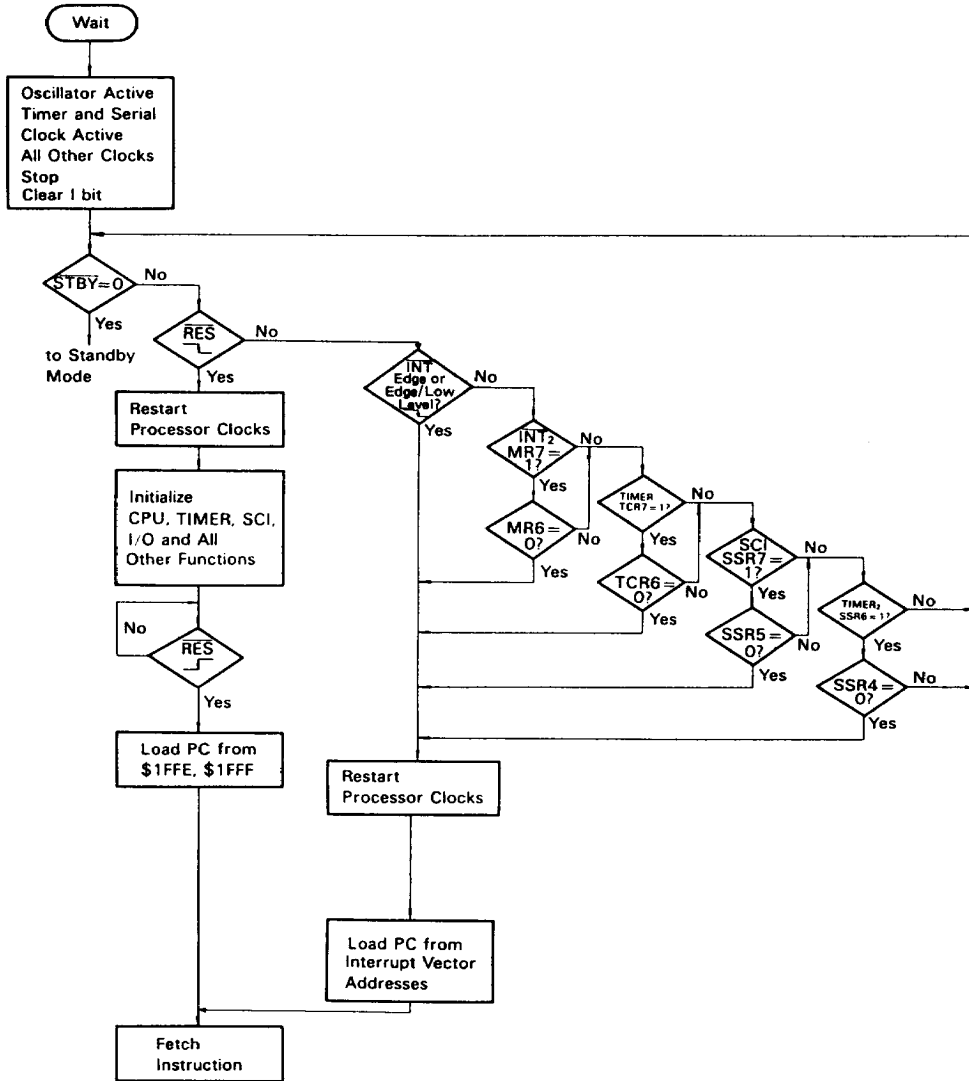 Wait
Oscillator Active
Timer and Serial
Clock Active
All Other Clocks
Stop
Clear I bit
STBY=0
No
Yes
to Standby
Mode
RES
No
Yes
Restart
Processor Clocks
Initialize
CPU, TIMER, SCI,
I/O and All
Other Functions
No
RES
Yes
Load PC from
$1FFE, $1FFF
INT
Edge or
Edge/Low
Level?
No
Yes
INT2
MR7=
1?
No
Yes
MR6=
0?
No
Yes
TIMER
TCR7=1?
No
Yes
TCR6=
0?
No
Yes
SCI
SSR7=
1?
No
Yes
SSR5=
0?
No
Yes
TIMER2
SSR6=1?
No
Yes
SSR4=
0?
No
Yes
Restart
Processor Clocks
Load PC from
Interrupt Vector
Addresses
Fetch
Instruction